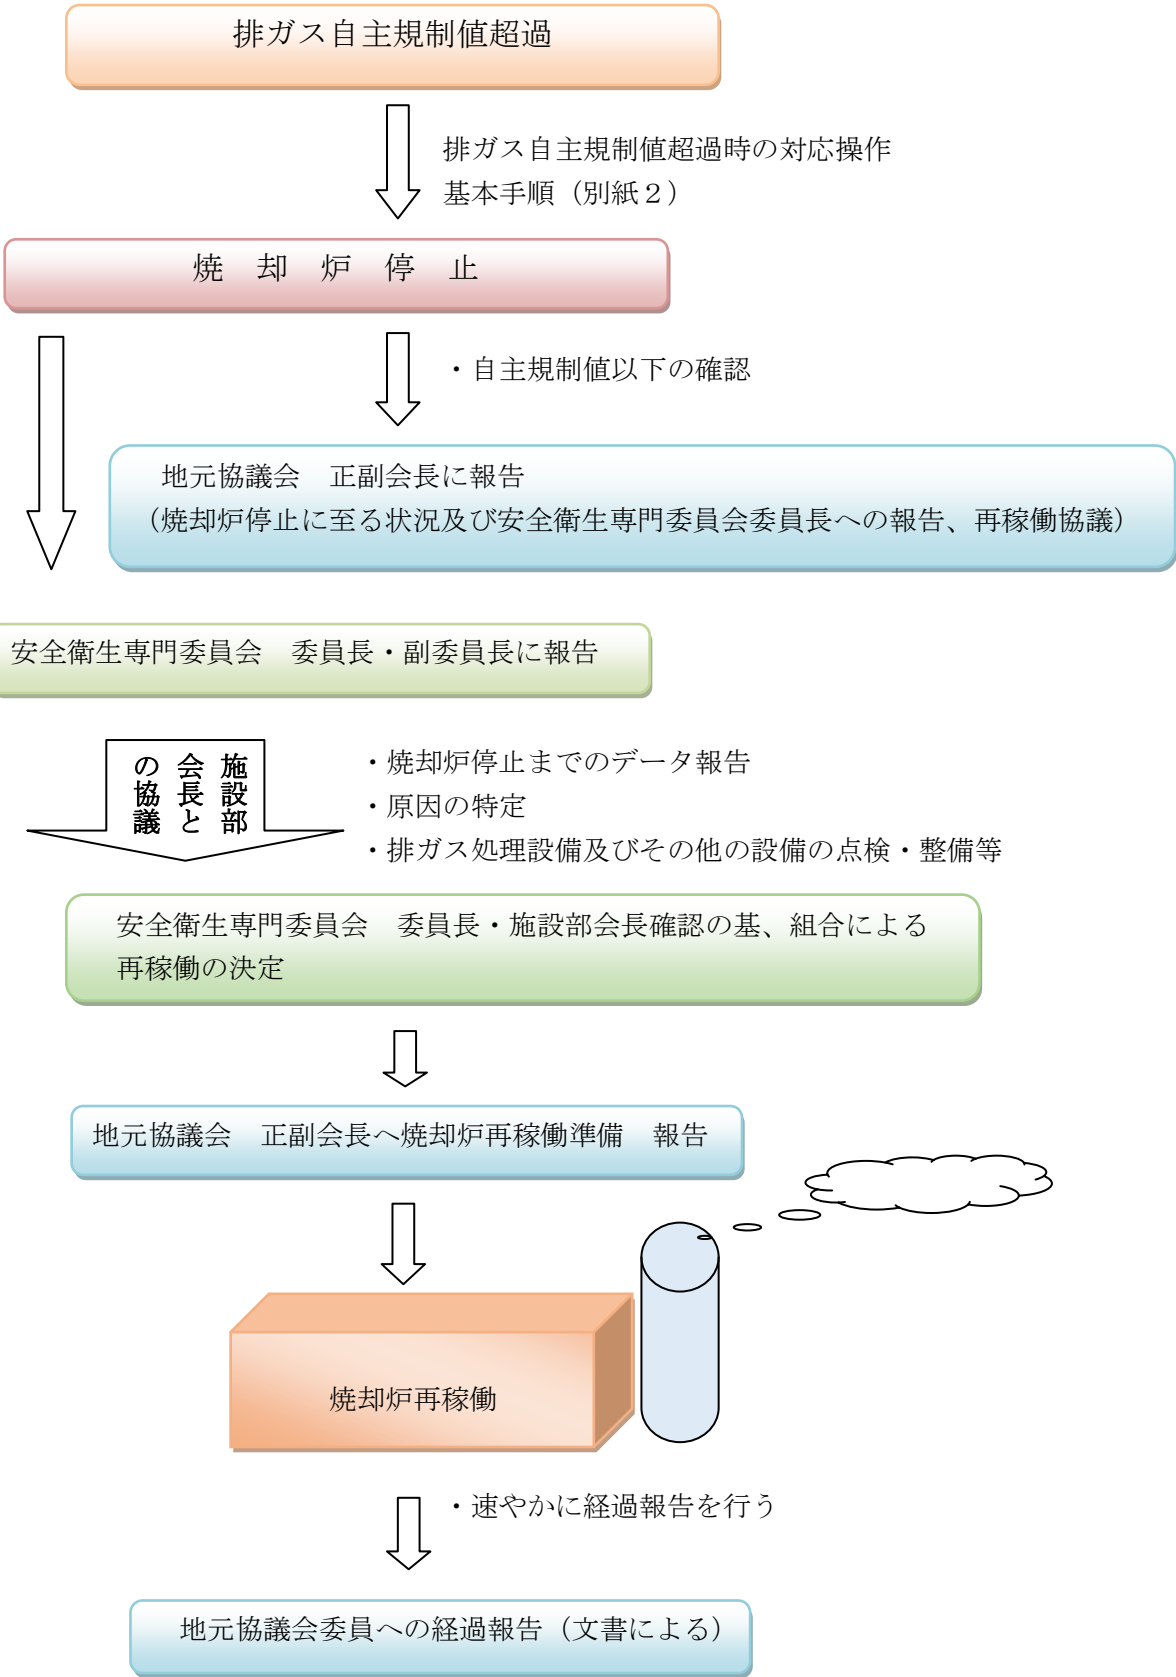 排ガス自主規制値超過
排ガス自主規制値超過時の対応操作
基本手順（別紙２）
焼　却　炉　停　止
・自主規制値以下の確認
地元協議会　正副会長に報告
（焼却炉停止に至る状況及び安全衛生専門委員会委員長への報告、再稼働協議）
安全衛生専門委員会　委員長・副委員長に報告
施設部
会長と
の協議
・焼却炉停止までのデータ報告
・原因の特定
・排ガス処理設備及びその他の設備の点検・整備等
安全衛生専門委員会　委員長・施設部会長確認の基、組合による
再稼働の決定
地元協議会　正副会長へ焼却炉再稼働準備　報告
焼却炉再稼働
・速やかに経過報告を行う
地元協議会委員への経過報告（文書による）